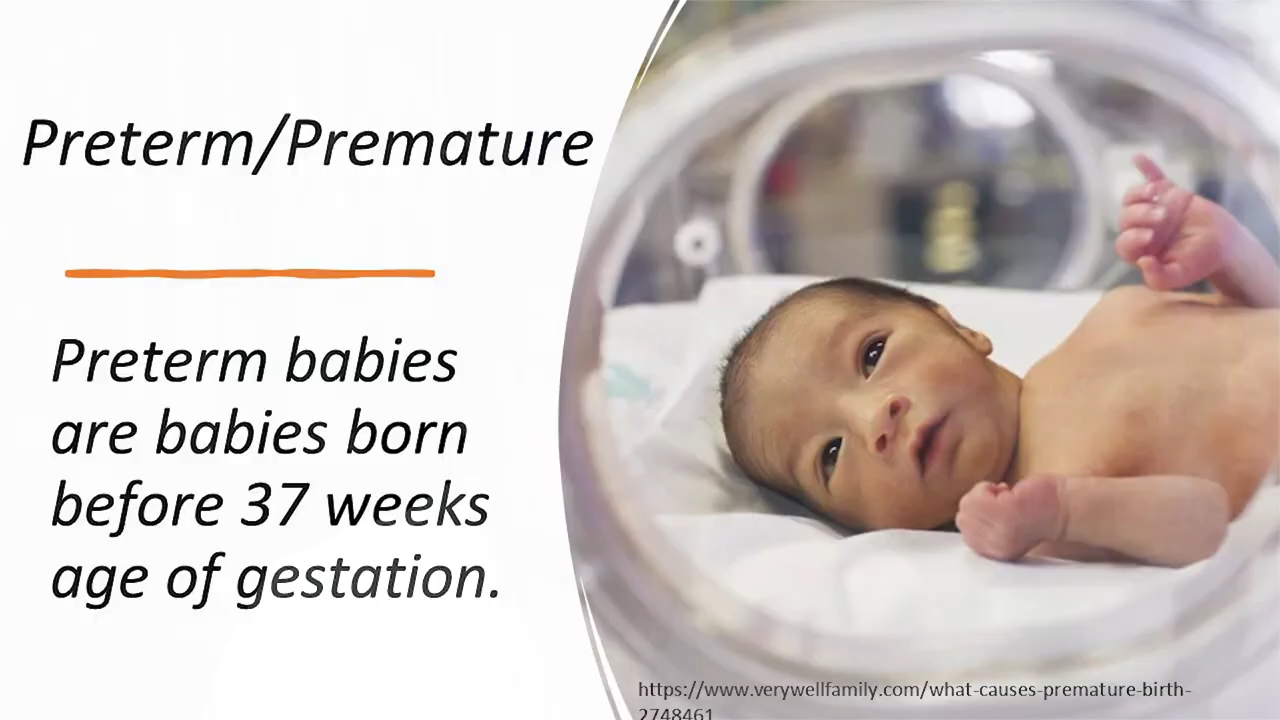 Preterm/Premature
Preterm babies
are babies born
before 37 weeks
age of gestation.
https://www.verywellfamily.com/what-causes-premature-birth-
2748461